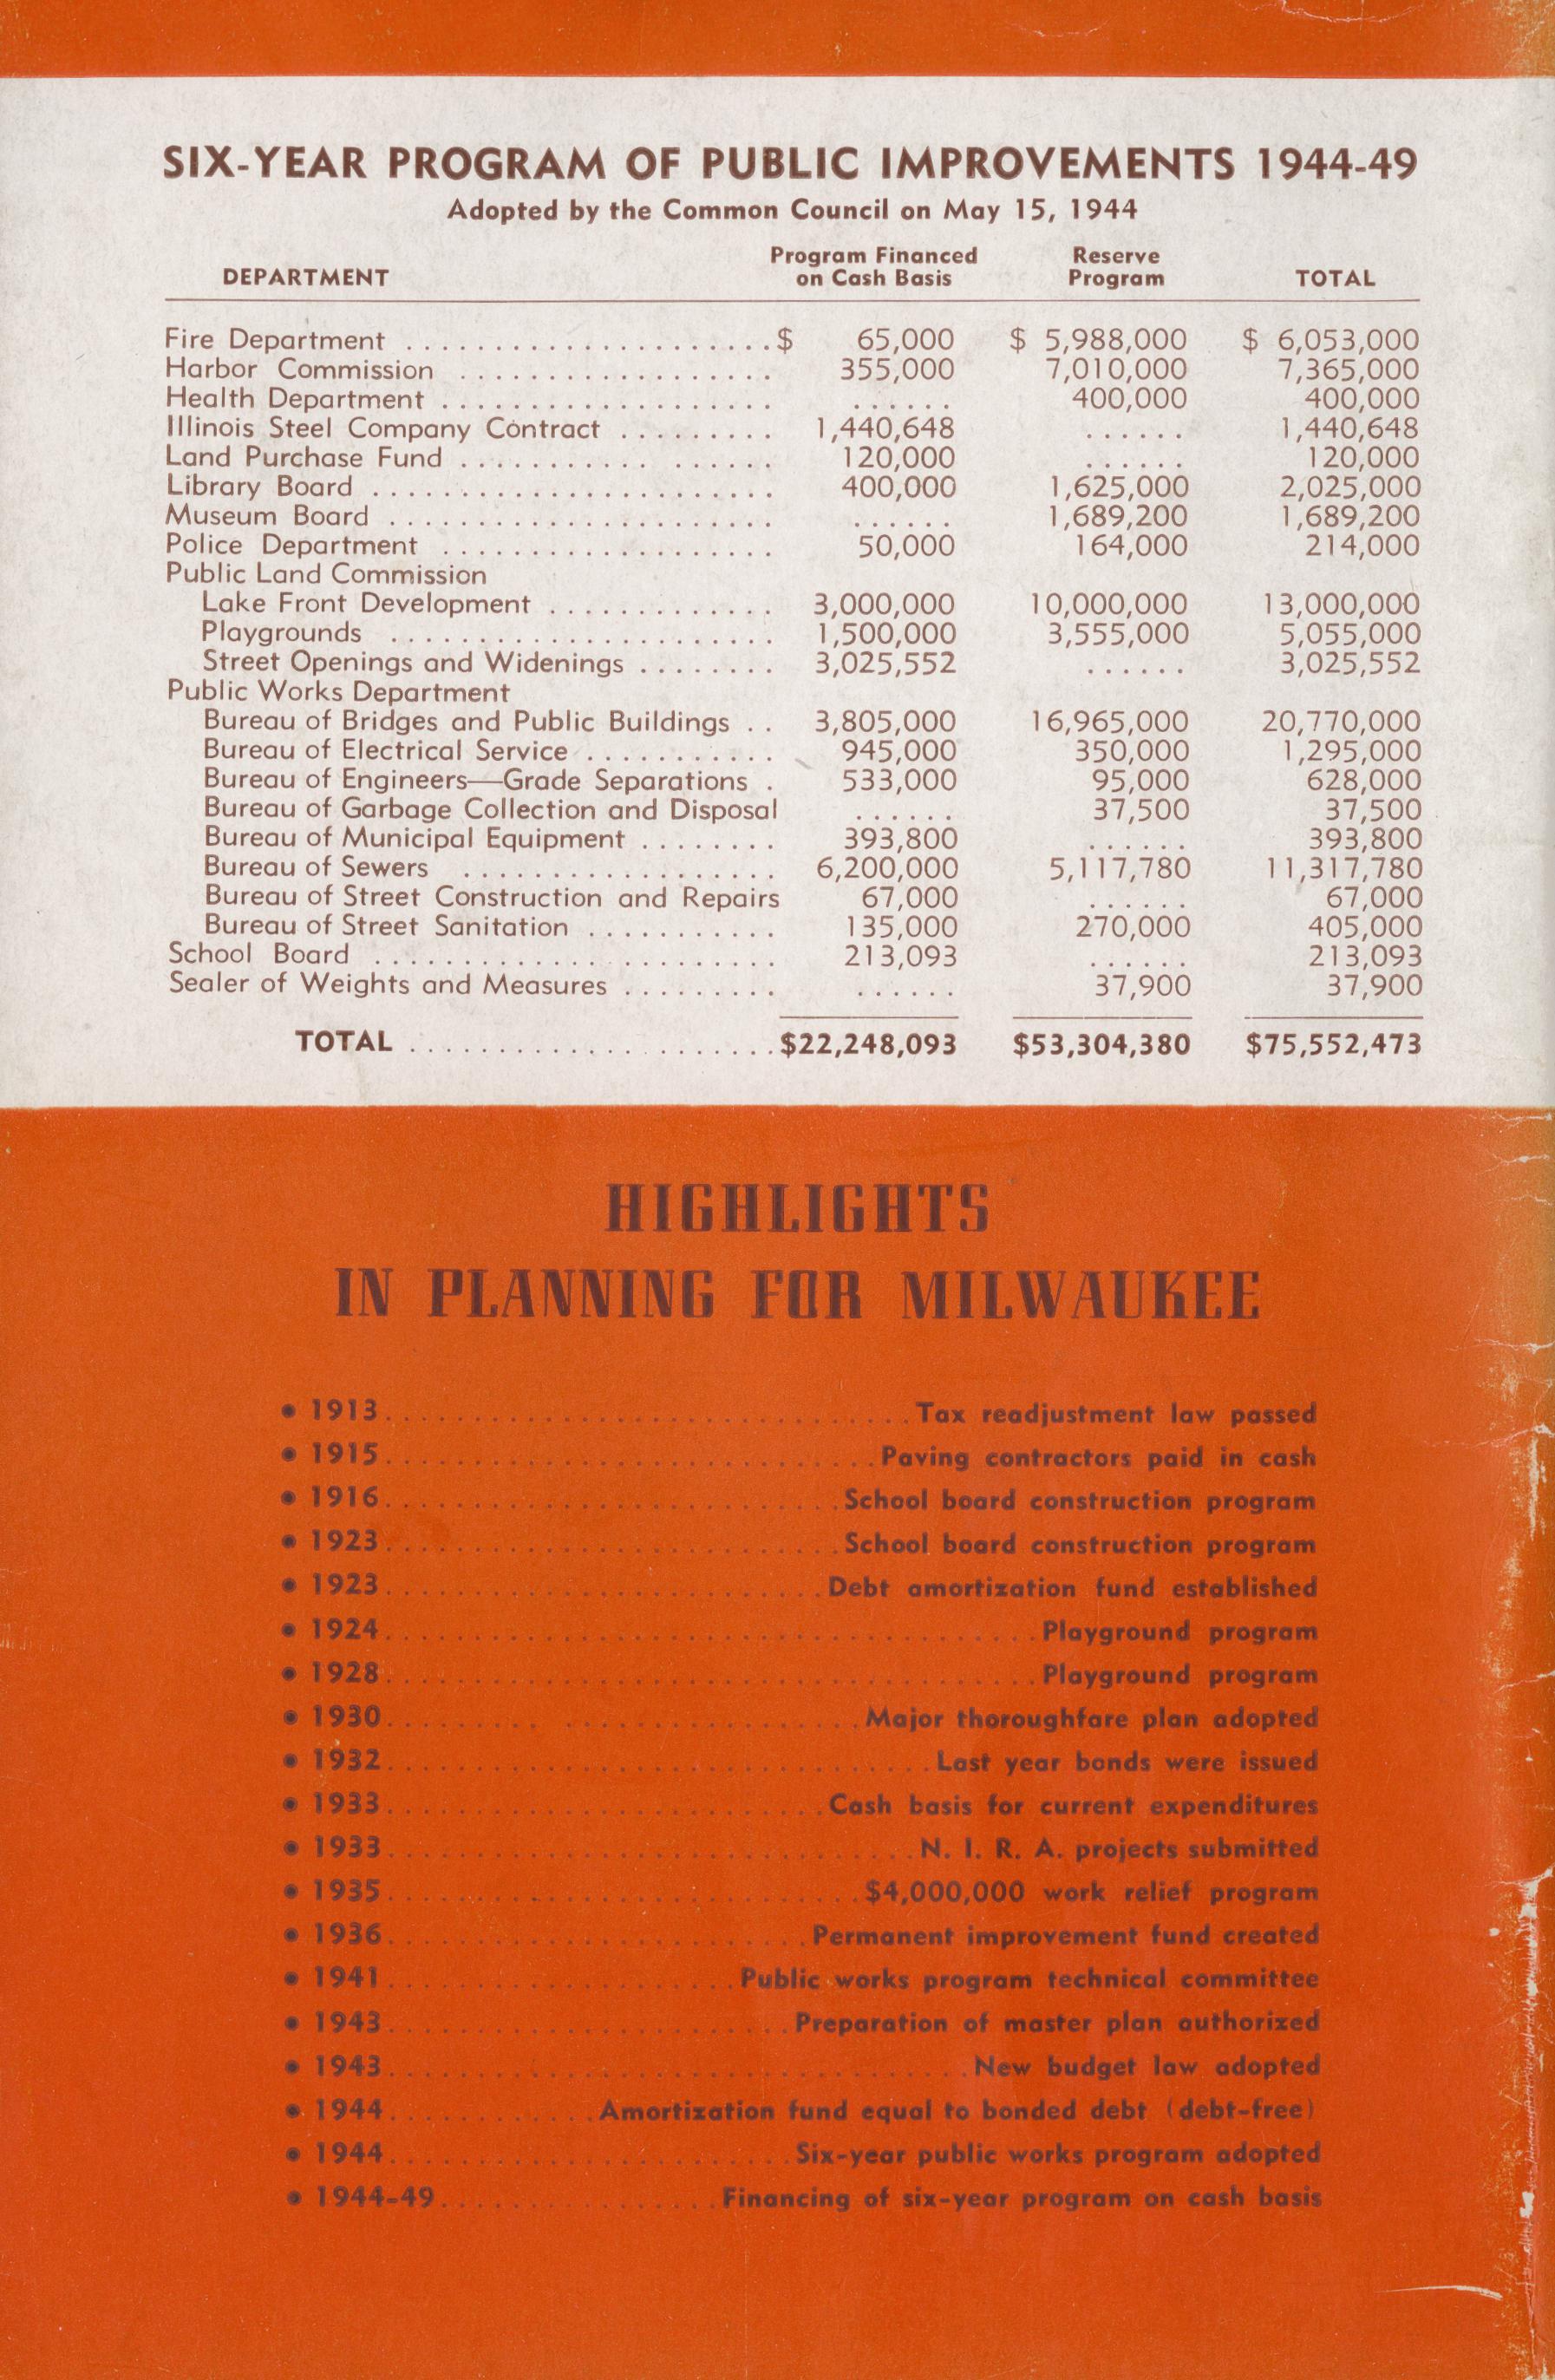 SIX-YEAR PROGRAM OF PUBLIC IMPROVEMENTS 1944-49
Adopted by the Common Council on May 15, 1944
DEPARTMENT Program Financed on Cash Basis Reserve Program TOTAL
Fire Department ......................$ 65,000 $ 5,988,000 $ 6,053,000
Harbor Commission .................. 355,000 7,010,000 7,365,000
Health Department ................... ...... 400,000 400,000
Illinois Steel Company Contract ......... 1,440,648 ...... 1,440,648
Land Purchase Fund ........... ...... 120,000 ...... 120,000
Library Board ....................... 400,000 1,625,000 2,025,000
Museum Board ...................... ...... 1,689,200 1,689,200
Police Department ................... 50,000 164,000 214,000
Public Land Commission
Lake Front Development ............. 3,000,000 10,000,000 13,000,000
Playgrounds ...................... 1,500,000 3,555,000 5,055,000
Street Openings and Widenings ........ 3,025,552 ...... 3,025,552
Public Works Department
Bureau of Bridges and Public Buildings .. 3,805,000 16,965,000 20,770,000
Bureau of Electrical Service ........... 945,000 350,000 1,295,000
Bureau of Engineers—Grade Separations . 533,000 95,000 628,000
Bureau of Garbage Collection and Disposal ...... 37,500 37,500
Bureau of Municipal Equipment ........ 393,800 ...... 393,800
Bureau of Sewers .................. 6,200,000 5,117,780 11,317,780
Bureau of Street Construction and Repairs 67,000 ...... 67,000
Bureau of Street Sanitation ........... 135,000 270,000 405,000
School Board ....................... 213,093 ...... 213,093
Sealer of Weights and Measures ......... ...... 37,900 37,900
TOTAL .....................$22,248,093 $53,304,380 $75,552,473
HIGHLIGHTS
IN PLANNING FOR MILWAUKEE
• 1913..............................Tax readjustment law passed
• 1915............................Paving contractors paid in cash
• 1916..........................School board construction program
• 1923..........................School board construction program
• 1923.........................Debt amortization fund established
• 1924.....................................Playground program
• 1928.....................................Playground program
• 1930......... .................Major thoroughfare plan adopted
• 1932...............................Last year bonds were issued
• 1933.........................Cash basis for current expenditures
• 1933..............................N. I. R. A. projects submitted
• 1935...........................$4,000,000 work relief program
• 1936........................Permanent improvement fund created
• 1941....................Public works program technical committee
• 1943.......................Preparation of master plan authorized
• 1943.................................New budget law adopted
• 1944............Amortization fund equal to bonded debt (debt-free)
• 1944.......................Six-year public works program adopted
• 1944-49................Financing of six-year program on cash basis